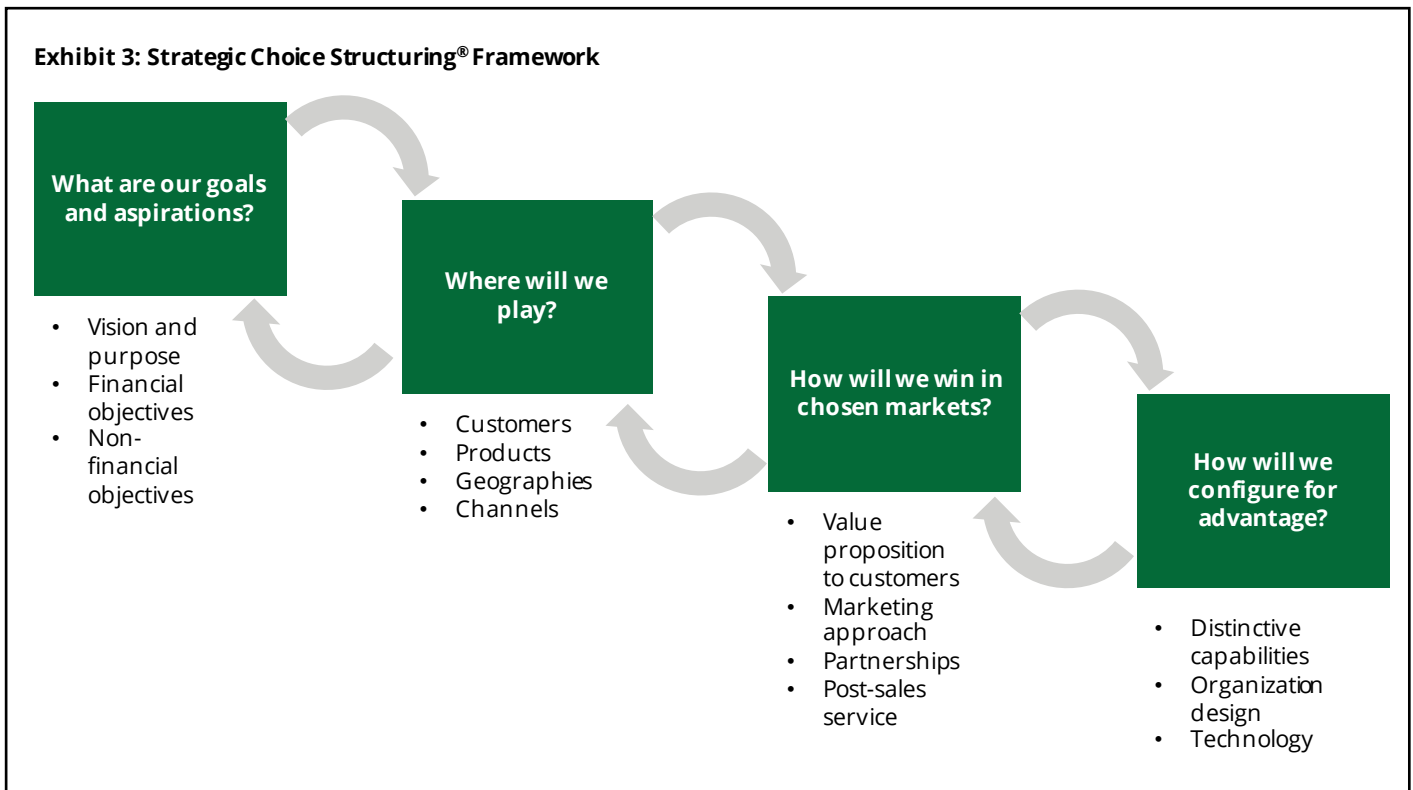 Exhibit 3: Strategic Choice Structuring® Framework
What are our goals
and aspirations?
• Vision and
purpose
• Financial
objectives
• Non-
financial
objectives
Where will we
play?
• Customers
• Products
• Geographies
• Channels
How will we win in
chosen markets?
• Value
proposition
to customers
• Marketing
approach
• Partnerships
• Post-sales
service
How will we
configure for
advantage?
• Distinctive
capabilities
• Organization
design
• Technology